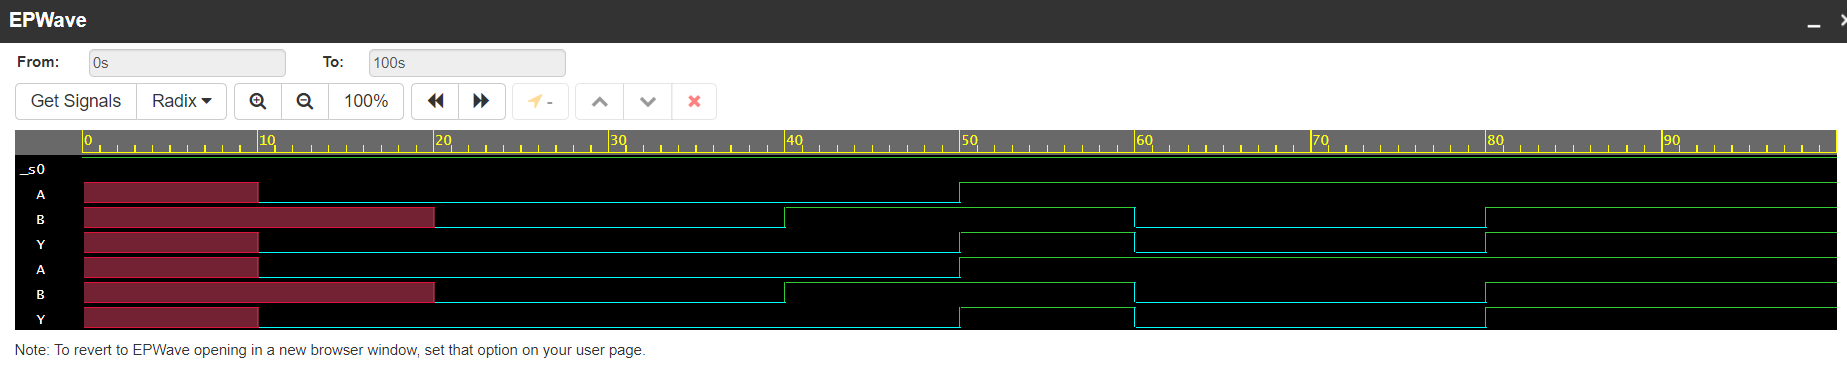 EPWave
From: 0s To: 100s
Get Signals Radix 100% -
0 10 20 30 40 50 60 70 80 90
_s0
A
B
Y
A
B
Y
Note: To revert to EPWave opening in a new browser window, set that option on your user page.